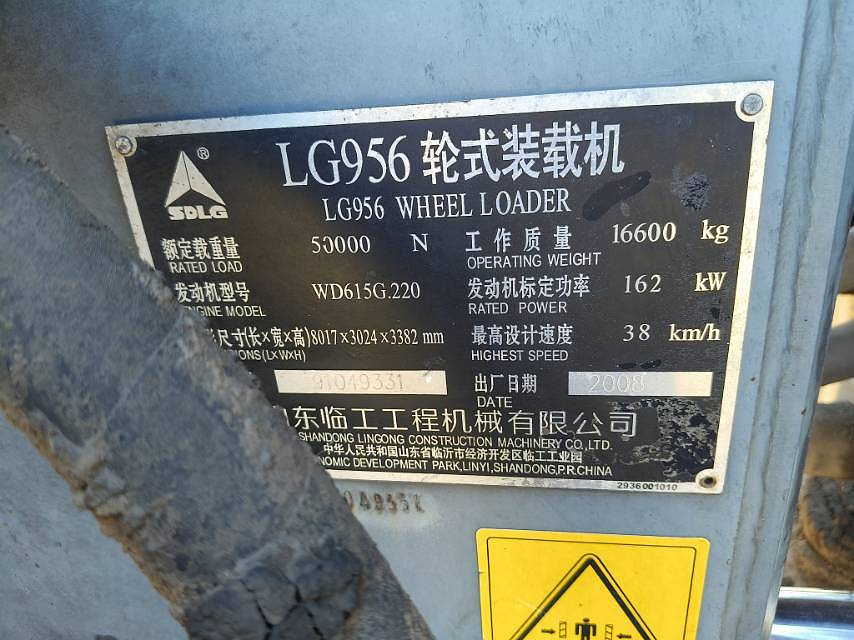 ®
SDLG
LG956 轮式装载机
LG956 WHEEL LOADER
额定载重量 50000 N 工作质量 16600 kg
RATED LOAD OPERATING WEIGHT
发动机型号 WD615G.220 发动机标定功率 162 kW
ENGINE MODEL RATED POWER
尺寸(长×宽×高) 8017×3024×3382 mm 最高设计速度 38 km/h
(L×W×H) HIGHEST SPEED
91049331 出厂日期 2008
DATE
东临工工程机械有限公司
SHANDONG LINGONG CONSTRUCTION MACHINERY CO.,LTD.
中华人民共和国山东省临沂市经济开发区临工工业园
DEVELOPMENT PARK,LINYI,SHANDONG,P.R.CHINA
2936001010